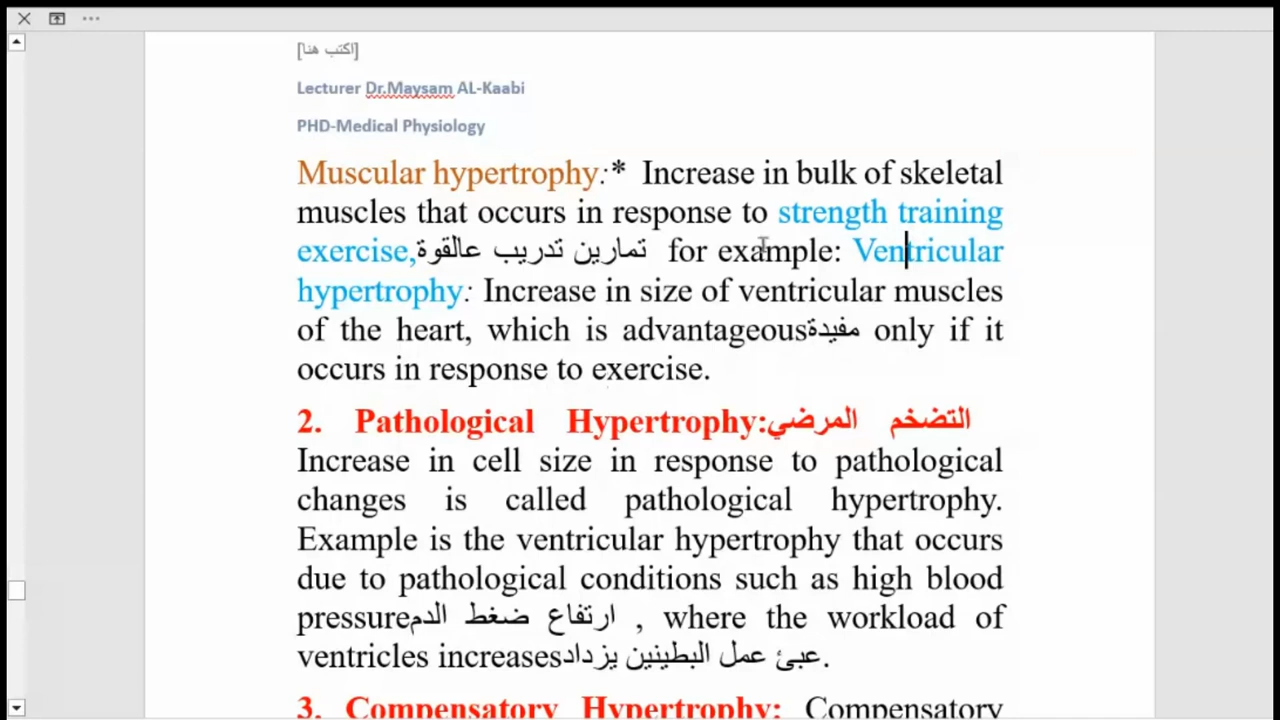 [اكتب هنا]
Lecturer Dr.Maysam AL-Kaabi
PHD-Medical Physiology
Muscular hypertrophy:* Increase in bulk of skeletal
muscles that occurs in response to strength training
exercise,تمارين تدريب عالقوة for example: Ventricular
hypertrophy: Increase in size of ventricular muscles
of the heart, which is advantageousمفيدة only if it
occurs in response to exercise.
2. Pathological Hypertrophy:التضخم المرضي
Increase in cell size in response to pathological
changes is called pathological hypertrophy.
Example is the ventricular hypertrophy that occurs
due to pathological conditions such as high blood
pressureارتفاع ضغط الدم , where the workload of
ventricles increasesعبئ عمل البطينين يزداد.
3. Compensatory Hypertrophy: Compensatory